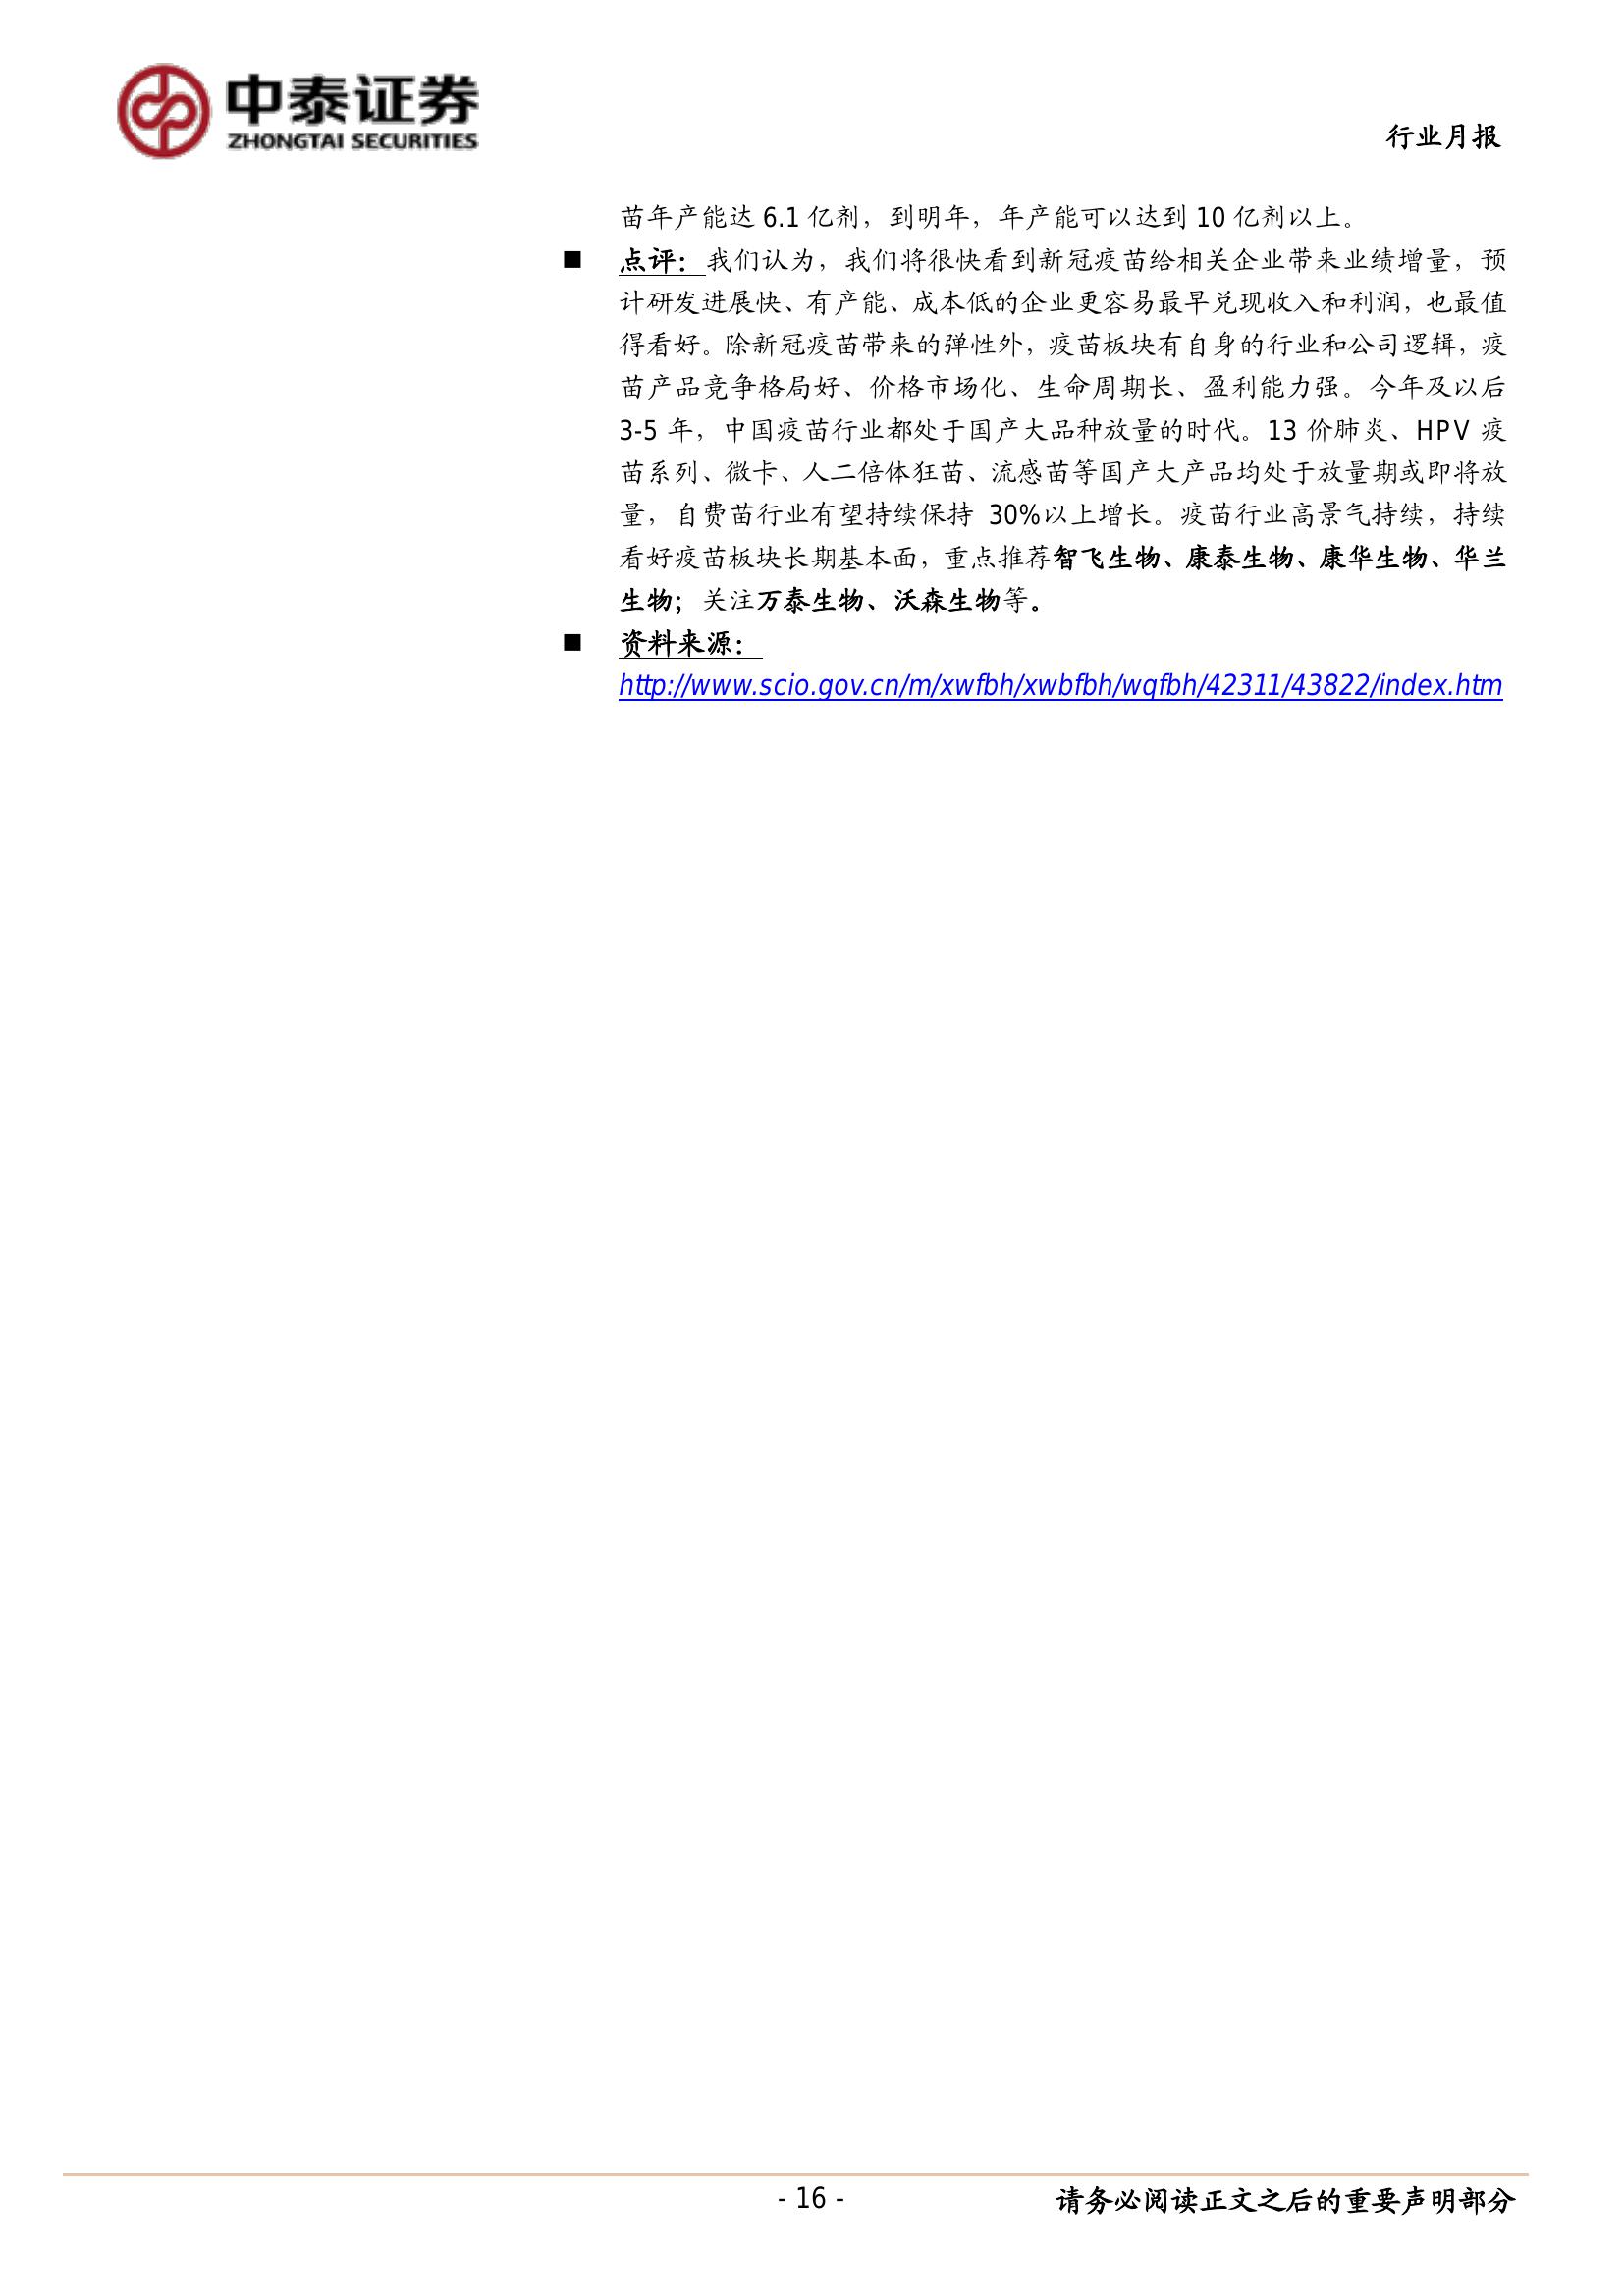 中泰证券
ZHONGTAI SECURITIES
行业月报
苗年产能达 6.1 亿剂，到明年，年产能可以达到 10 亿剂以上。
■ 点评：我们认为，我们将很快看到新冠疫苗给相关企业带来业绩增量，预
计研发进展快、有产能、成本低的企业更容易最早兑现收入和利润，也最值
得看好。除新冠疫苗带来的弹性外，疫苗板块有自身的行业和公司逻辑，疫
苗产品竞争格局好、价格市场化、生命周期长、盈利能力强。今年及以后
3-5 年，中国疫苗行业都处于国产大品种放量的时代。13 价肺炎、HPV 疫
苗系列、微卡、人二倍体狂苗、流感苗等国产大产品均处于放量期或即将放
量，自费苗行业有望持续保持 30%以上增长。疫苗行业高景气持续，持续
看好疫苗板块长期基本面，重点推荐智飞生物、康泰生物、康华生物、华兰
生物；关注万泰生物、沃森生物等。
■ 资料来源：
http://www.scio.gov.cn/m/xwfbh/xwbfbh/wqfbh/42311/43822/index.htm
- 16 -
请务必阅读正文之后的重要声明部分